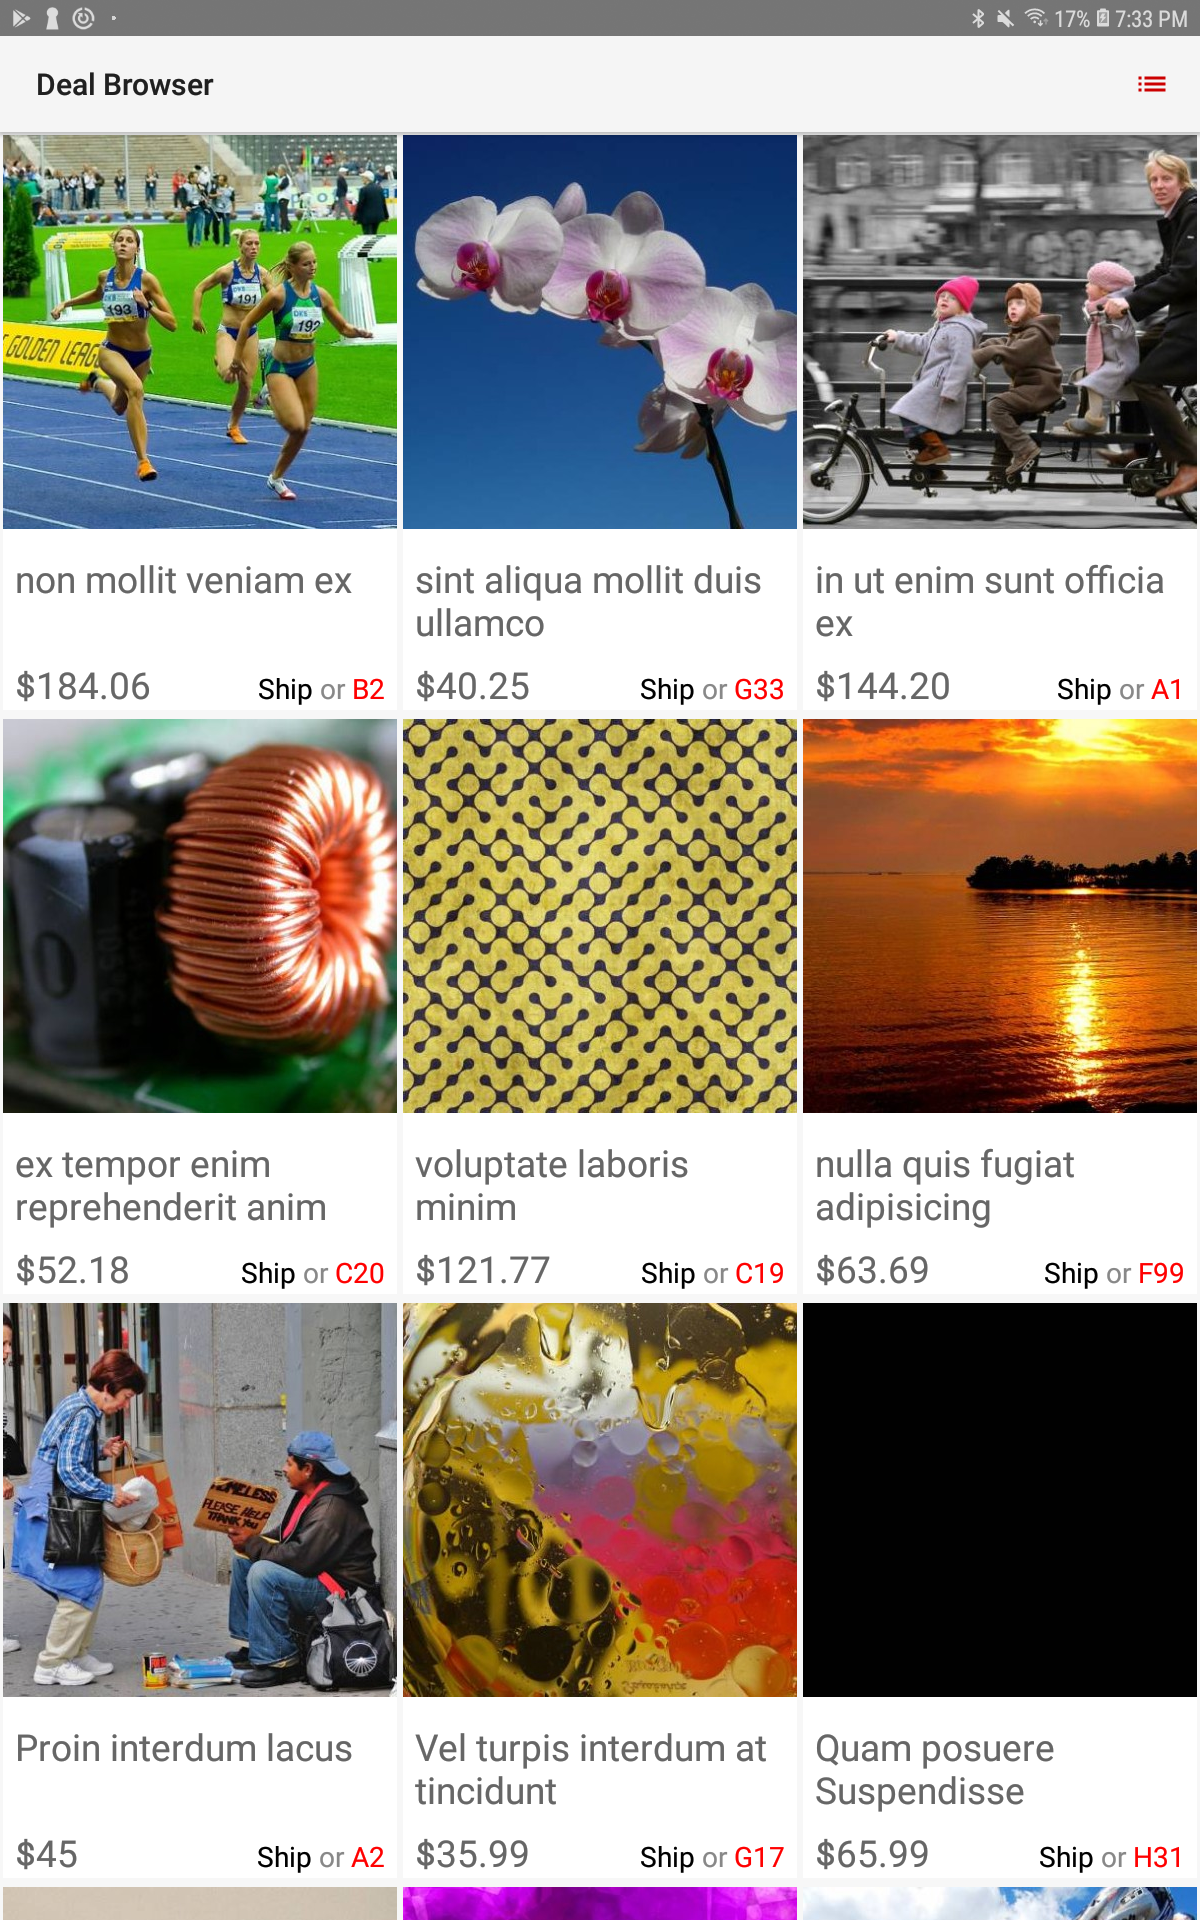 17% 7:33 PM
Deal Browser
193
191
192
DKB
GOLDEN LEAG
non mollit veniam ex
$184.06 Ship or B2
sint aliqua mollit duis
ullamco
$40.25 Ship or G33
in ut enim sunt officia
ex
$144.20 Ship or A1
ex tempor enim
reprehenderit anim
$52.18 Ship or C20
voluptate laboris
minim
$121.77 Ship or C19
nulla quis fugiat
adipisicing
$63.69 Ship or F99
HOMELESS
PLEASE HELP
THANK YOU
Proin interdum lacus
$45 Ship or A2
Vel turpis interdum at
tincidunt
$35.99 Ship or G17
Quam posuere
Suspendisse
$65.99 Ship or H31